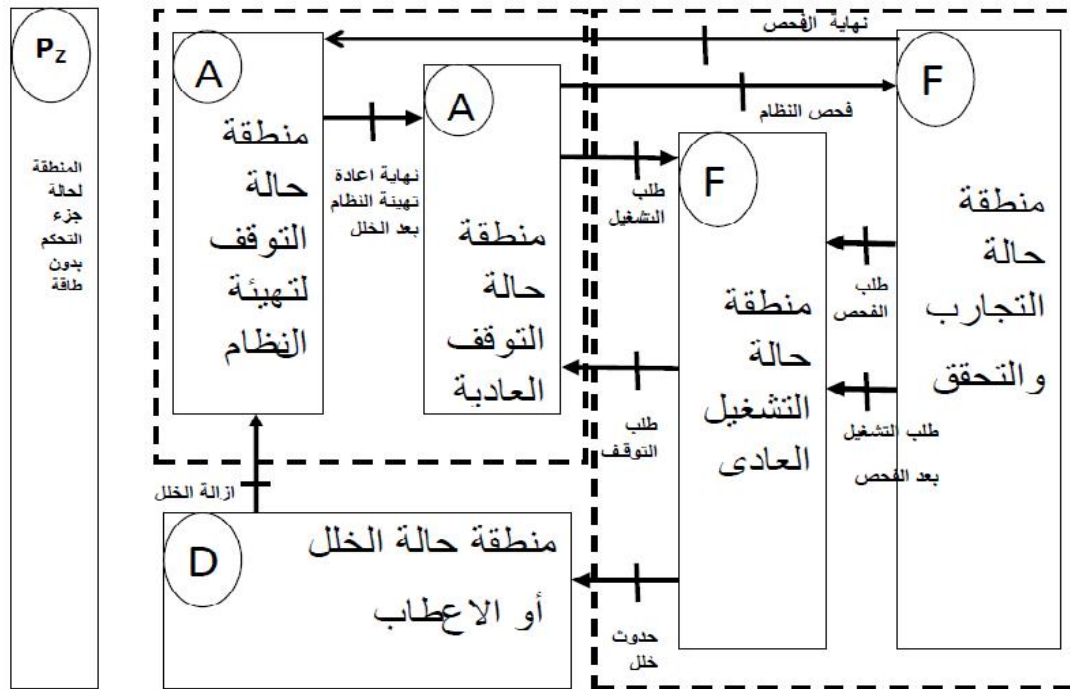 PZ
المنطقة
لحالة
جزء
التحكم
بدون
طاقة
A
منطقة
حالة
التوقف
لتهيئة
النظام
نهاية اعادة
تهيئة النظام
بعد الخلل
A
منطقة
حالة
التوقف
العادية
نهاية الفحص
فحص النظام
طلب
التشغيل
F
منطقة
حالة
التشغيل
العادى
طلب
التوقف
F
منطقة
حالة
التجارب
والتحقق
طلب
الفحص
طلب التشغيل
بعد الفحص
ازالة الخلل
D
منطقة حالة الخلل
أو الاعطاب
حدوث
خلل